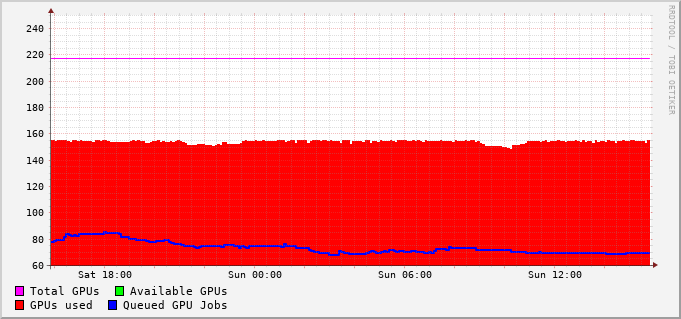 RRDTOOL / TOBI OETIKER
240
220
200
180
160
140
120
100
80
60
Sat 18:00 Sun 00:00 Sun 06:00 Sun 12:00
Total GPUs Available GPUs
GPUs used Queued GPU Jobs